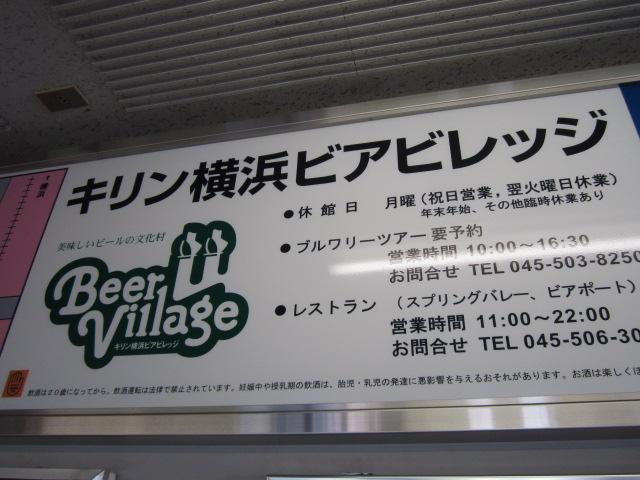 キリン横浜ビアビレッジ
横浜
●休館日 月曜（祝日営業，翌火曜日休業）
年末年始、その他臨時休業あり
美味しいビールの文化村
Beer Village
キリン横浜ビアビレッジ
●ブルワリーツアー 要予約
営業時間 10:00～16:30
お問合せ TEL 045-503-8250
●レストラン （スプリングバレー、ビアポート）
営業時間 11:00～22:00
お問合せ TEL 045-506-30
飲酒は20歳になってから。飲酒運転は法律で禁止されています。妊娠中や授乳期の飲酒は、胎児・乳児の発達に悪影響を与えるおそれがあります。お酒は楽しくほ